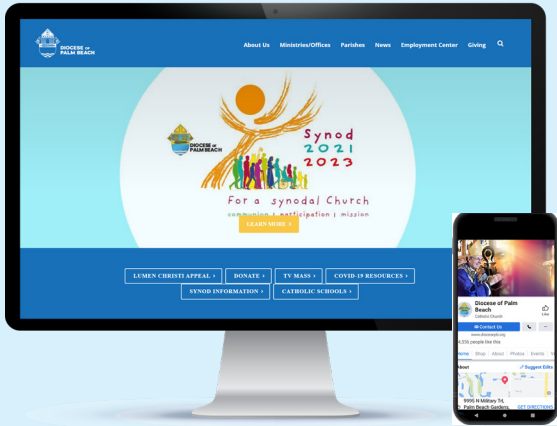 DIOCESE OF
PALM BEACH
About Us Ministries/Offices Parishes News Employment Center Giving
DIOCESE OF
PALM BEACH
Synod
2021
2023
For a synodal Church
communion | participation | mission
LEARN MORE ›
LUMEN CHRISTI APPEAL › DONATE › TV MASS › COVID-19 RESOURCES ›
SYNOD INFORMATION › CATHOLIC SCHOOLS ›
Diocese of Palm
Beach
Catholic Church
Like
Contact Us
www.diocesepb.org
4,556 people like this
Home Shop About Photos Events
About Suggest Edits
9995 N Military Trl,
Palm Beach Gardens, GET DIRECTIONS